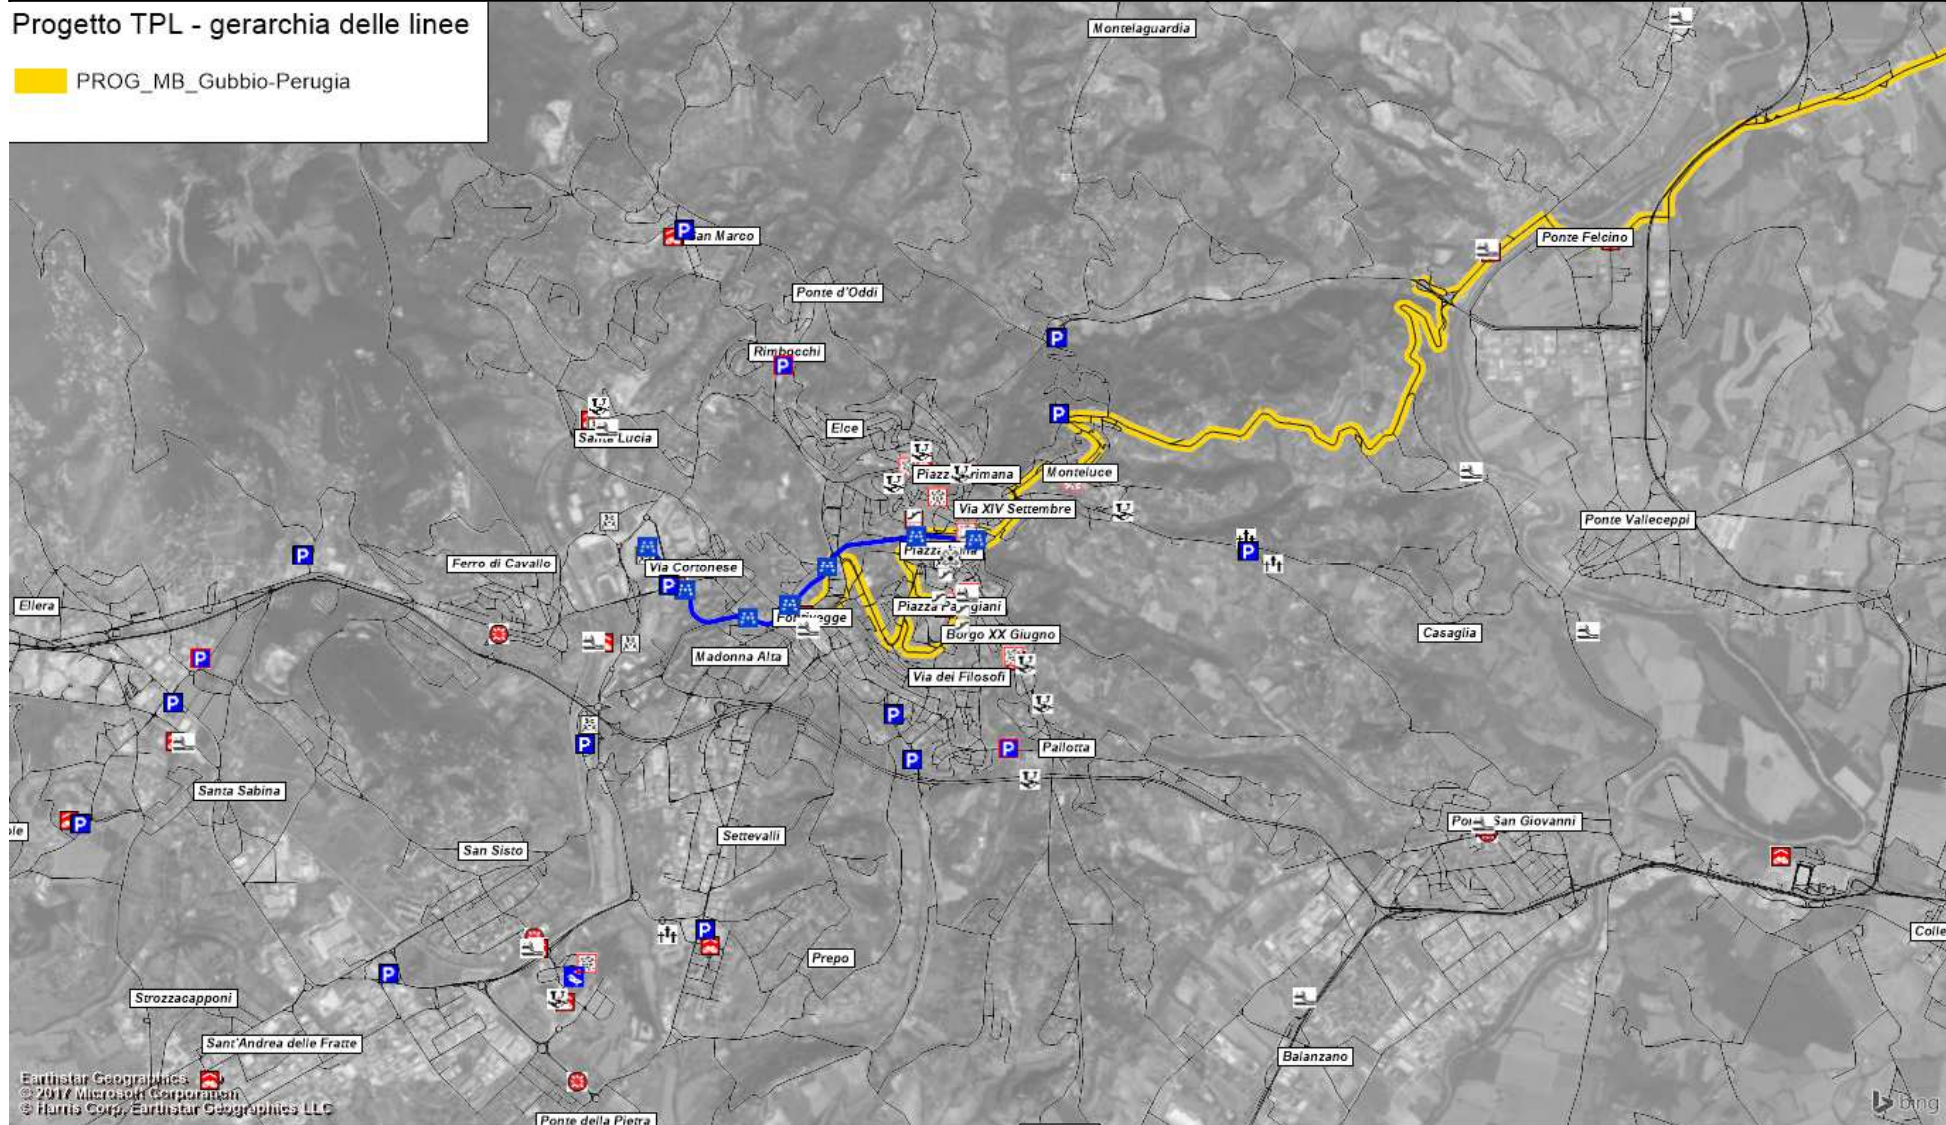 Progetto TPL - gerarchia delle linee
PROG_MB_Gubbio-Perugia
Montelaguardia
San Marco
Ponte Felcino
Ponte d'Oddi
Rimbocchi
Elce
Santa Lucia
Monteluce
Via XIV Settembre
Ponte Valleceppi
Ferro di Cavallo
Via Cortonese
Ellera
Piazza
Fontivegge
Borgo XX Giugno
Casaglia
Madonna Alta
Via dei Filosofi
Pallotta
Santa Sabina
San Giovanni
Settevalli
San Sisto
Colle
Prepo
Strozzacapponi
Sant'Andrea delle Fratte
Balanzano
Earthstar Geographics
© 2017 Microsoft Corporation
© Harris Corp, Earthstar Geographics LLC
bing
Ponte della Pietra